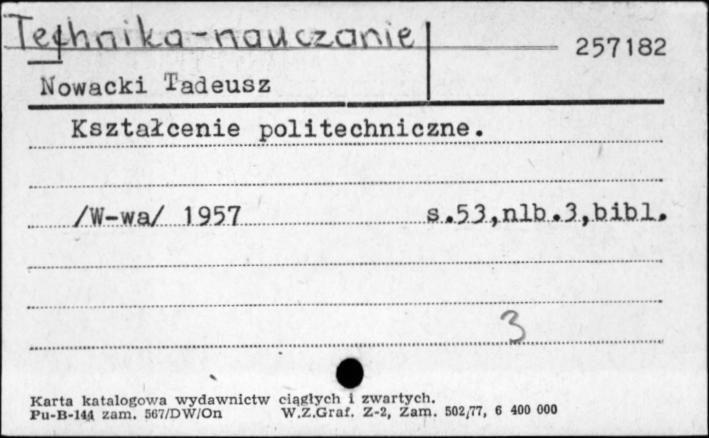 Technika-nauczanie
257182
Nowacki Tadeusz
Kształcenie politechniczne.
/W-wa/ 1957 s.53,nlb.3,bibl.
3
Karta katalogowa wydawnictw ciągłych i zwartych.
Pu-B-144 zam. 567/DW/On W.Z.Graf. Z-2, Zam. 502/77, 6 400 000